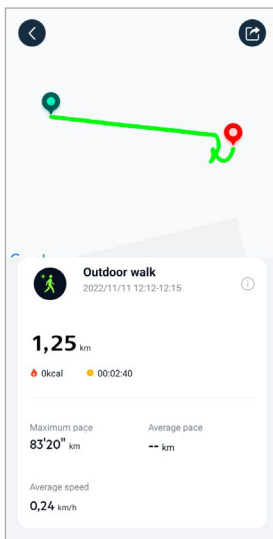 Outdoor walk
2022/11/11 12:12-12:15
1,25 km
0kcal 00:02:40
Maximum pace Average pace
83'20" km -- km
Average speed
0,24 km/h